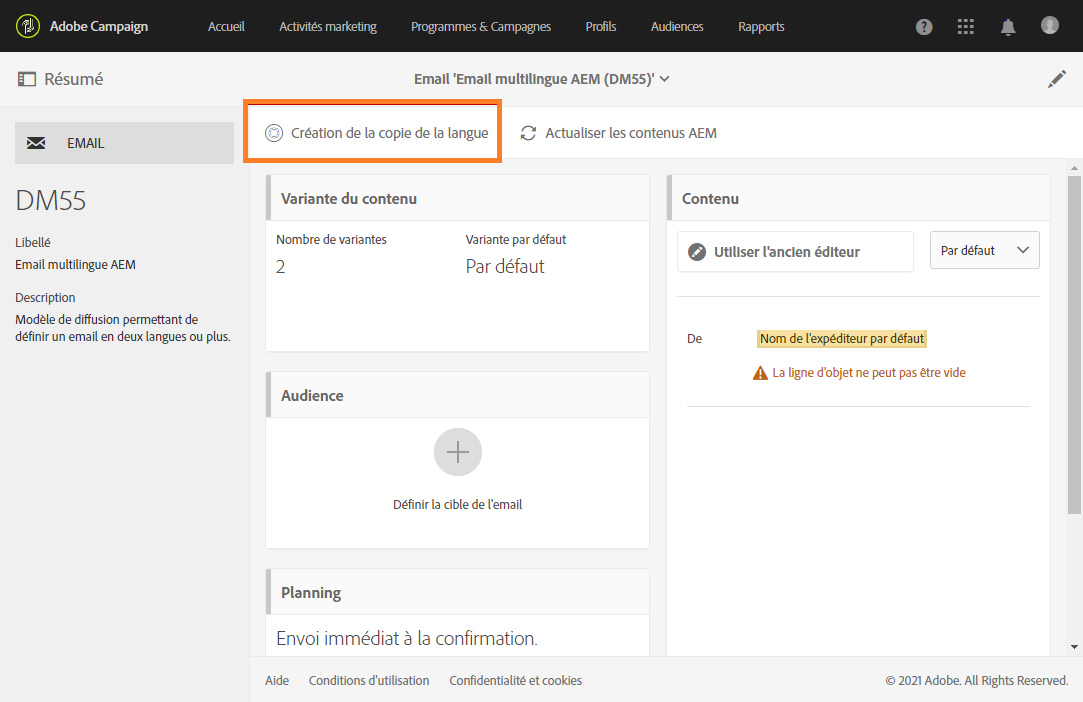 Adobe Campaign Accueil Activités marketing Programmes & Campagnes Profils Audiences Rapports
Résumé Email 'Email multilingue AEM (DM55)'
Création de la copie de la langue Actualiser les contenus AEM
EMAIL
DM55
Libellé
Email multilingue AEM
Description
Modèle de diffusion permettant de
définir un email en deux langues ou plus.
Variante du contenu
Nombre de variantes Variante par défaut
2 Par défaut
Audience
Définir la cible de l'email
Planning
Envoi immédiat à la confirmation.
Contenu
Utiliser l'ancien éditeur Par défaut
De Nom de l'expéditeur par défaut
La ligne d'objet ne peut pas être vide
Aide Conditions d'utilisation Confidentialité et cookies © 2021 Adobe. All Rights Reserved.